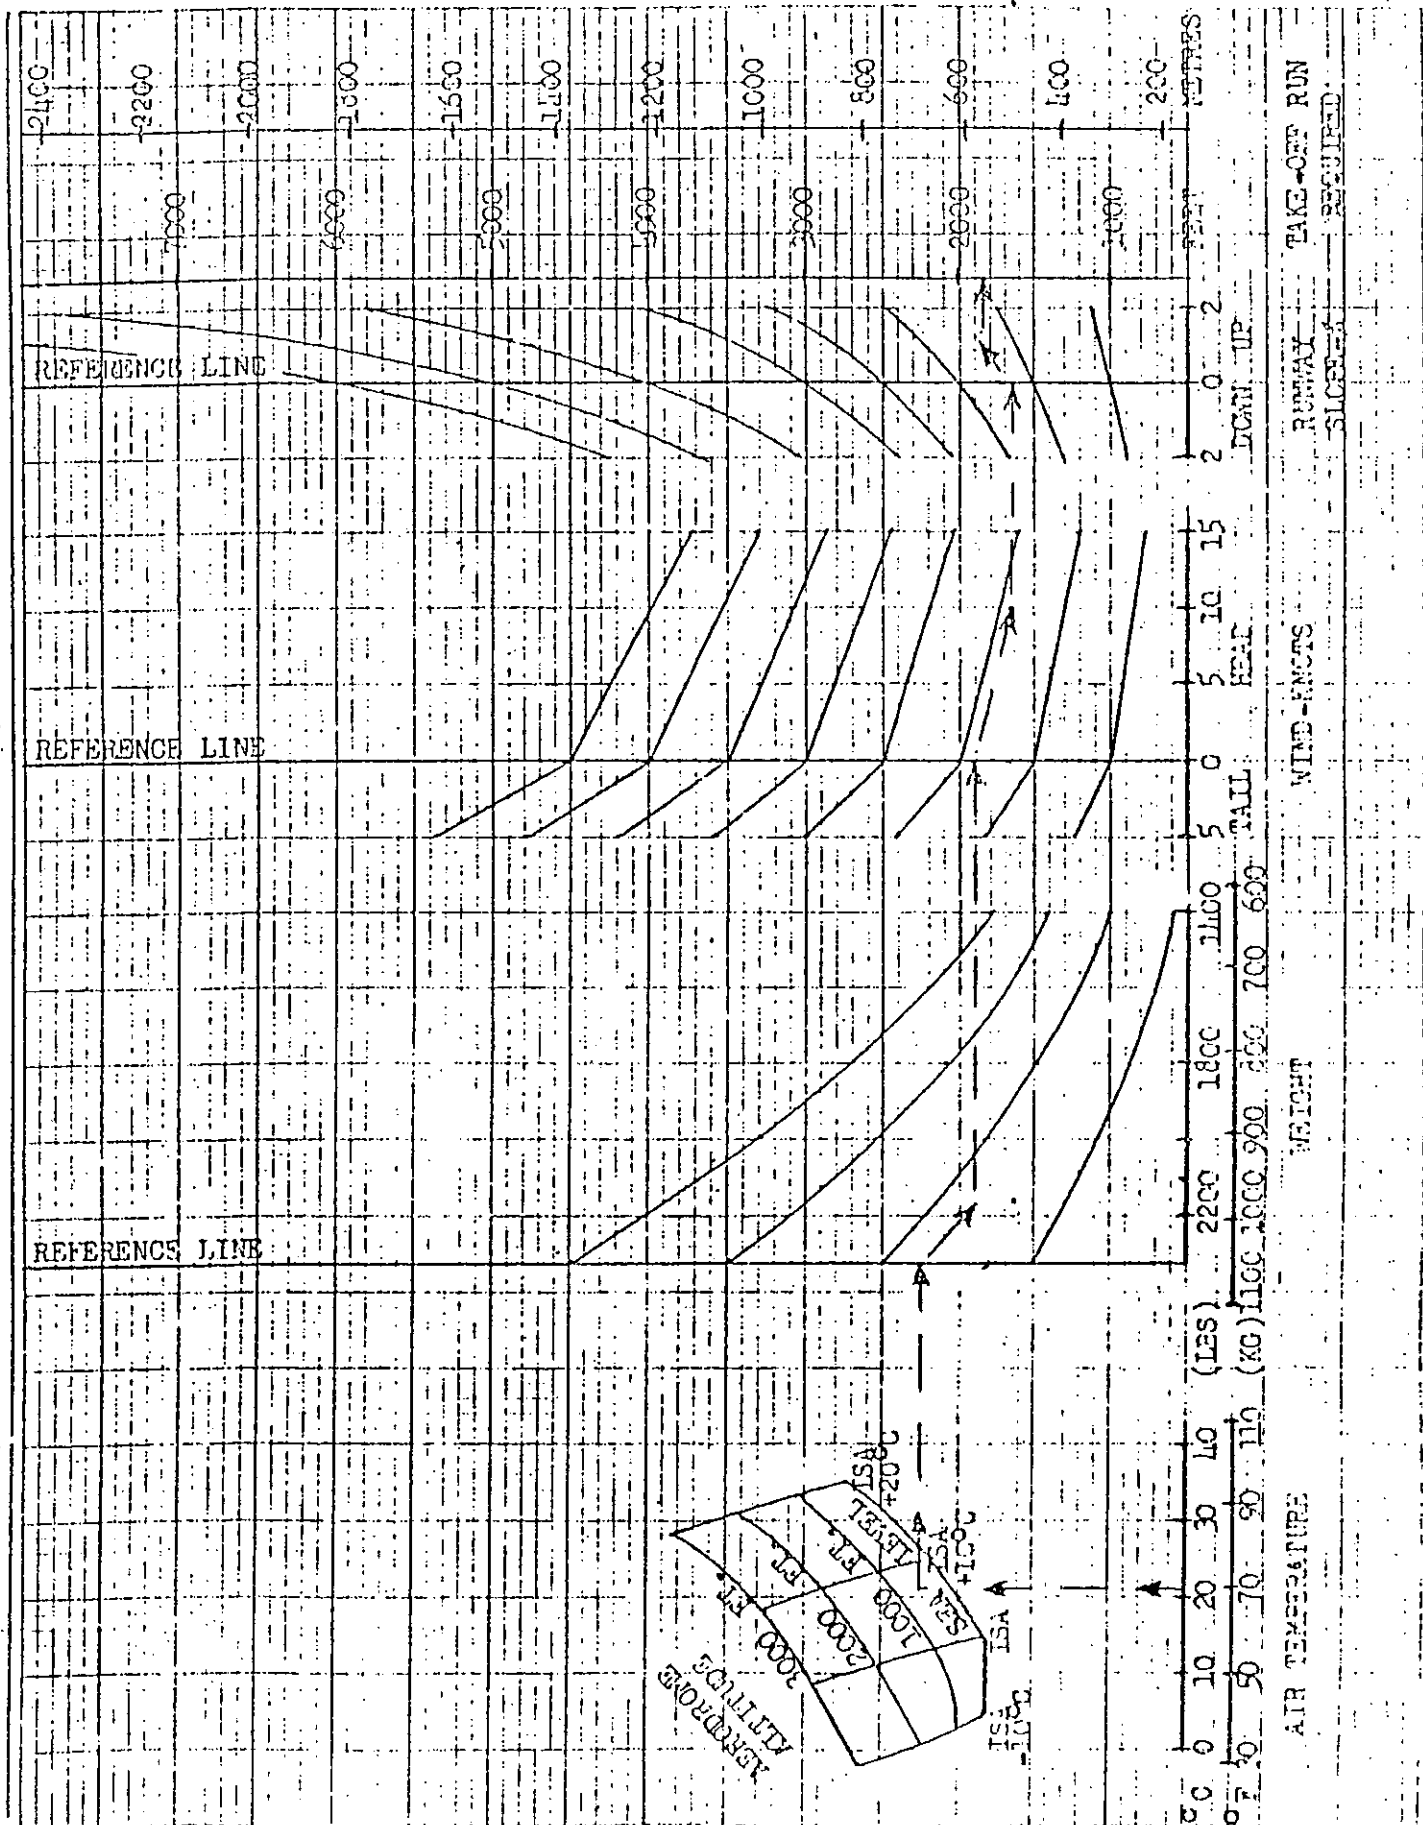 2400
2200
2000
1800
1600
1400
1200
1000
800
600
400
200
METRES
7000
6000
5000
4000
3000
2000
1000
FEET
TAKE-OFF RUN
REQUIRED
REFERENCE LINE
2 0 2
DOWN UP
RUNWAY
SLOPE-%
REFERENCE LINE
5 0 5 10 15
TAIL HEAD
WIND-KNOTS
REFERENCE LINE
(LBS) 2200 1800 1400
(KG) 1100 1000 900 800 700 600
WEIGHT
AERODROME
ALTITUDE
3000 FT.
2000 FT.
1000 FT.
SEA LEVEL
ISA
-10°C
ISA
ISA
+10°C
ISA
+20°C
°C 0 10 20 30 40
°F 30 50 70 90 110
AIR TEMPERATURE